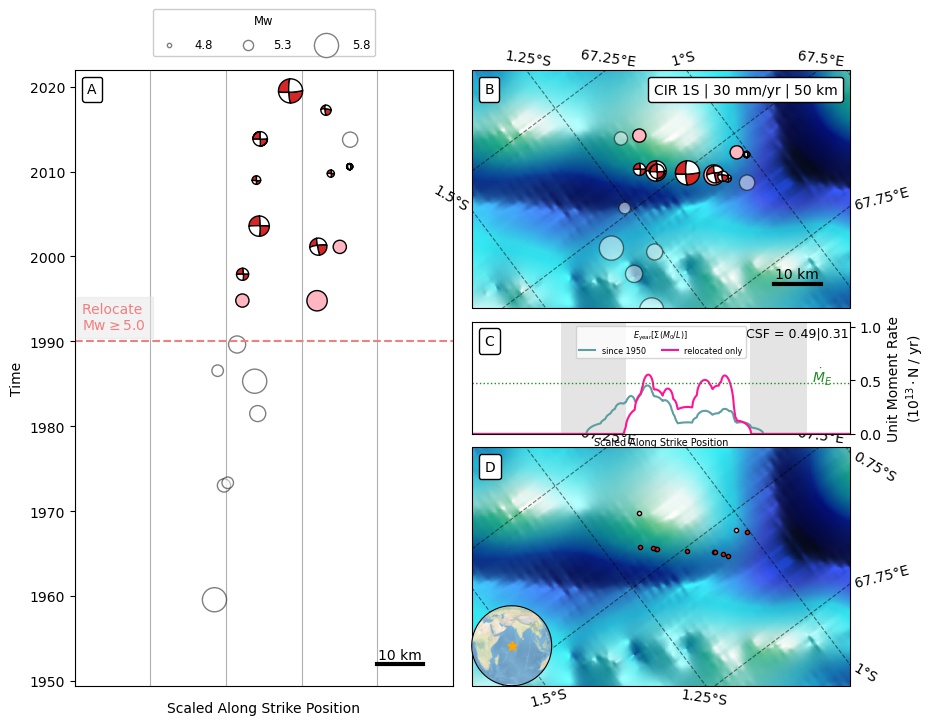 Mw
4.8 5.3 5.8
A
2020
2010
2000
1990
1980
1970
1960
1950
Time
Relocate
Mw ≥ 5.0
10 km
Scaled Along Strike Position
1.25°S 67.25°E 1°S 67.5°E
B
CIR 1S | 30 mm/yr | 50 km
1.5°S
67.75°E
10 km
C
E_year[Σ(M₀/L)]
since 1950 relocated only
CSF = 0.49|0.31
Ṁ_E
1.0
0.5
0.0
Unit Moment Rate
(10¹³ · N / yr)
67.25°E 67.5°E
Scaled Along Strike Position
D
0.75°S
67.75°E
1°S
1.5°S 1.25°S